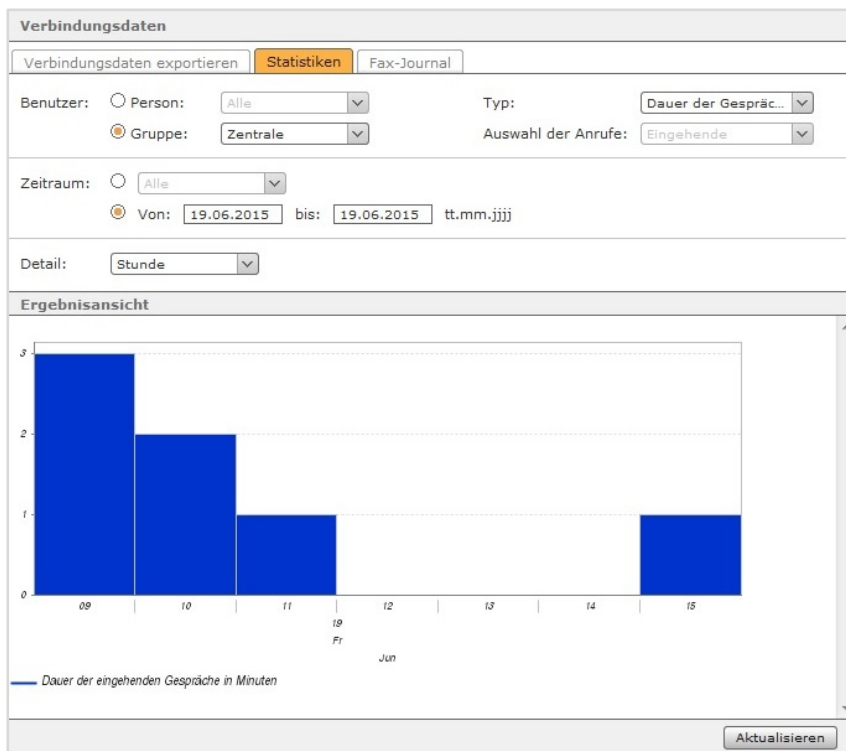 Verbindungsdaten
Verbindungsdaten exportieren Statistiken Fax-Journal
Benutzer: Person: Alle Typ: Dauer der Gespräc...
Gruppe: Zentrale Auswahl der Anrufe: Eingehende
Zeitraum: Alle
Von: 19.06.2015 bis: 19.06.2015 tt.mm.jjjj
Detail: Stunde
Ergebnisansicht
3
2
1
0
09 10 11 12 13 14 15
19
Fr
Jun
Dauer der eingehenden Gespräche in Minuten
Aktualisieren